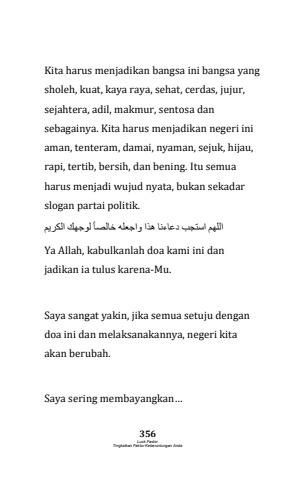 Kita harus menjadikan bangsa ini bangsa yang
sholeh, kuat, kaya raya, sehat, cerdas, jujur,
sejahtera, adil, makmur, sentosa dan
sebagainya. Kita harus menjadikan negeri ini
aman, tenteram, damai, nyaman, sejuk, hijau,
rapi, tertib, bersih, dan bening. Itu semua
harus menjadi wujud nyata, bukan sekadar
slogan partai politik.
اللهم استجب دعاءنا هذا واجعله خالصاً لوجهك الكريم
Ya Allah, kabulkanlah doa kami ini dan
jadikan ia tulus karena-Mu.
Saya sangat yakin, jika semua setuju dengan
doa ini dan melaksanakannya, negeri kita
akan berubah.
Saya sering membayangkan…
356
Luck Factor
Tingkatkan Faktor Keberuntungan Anda